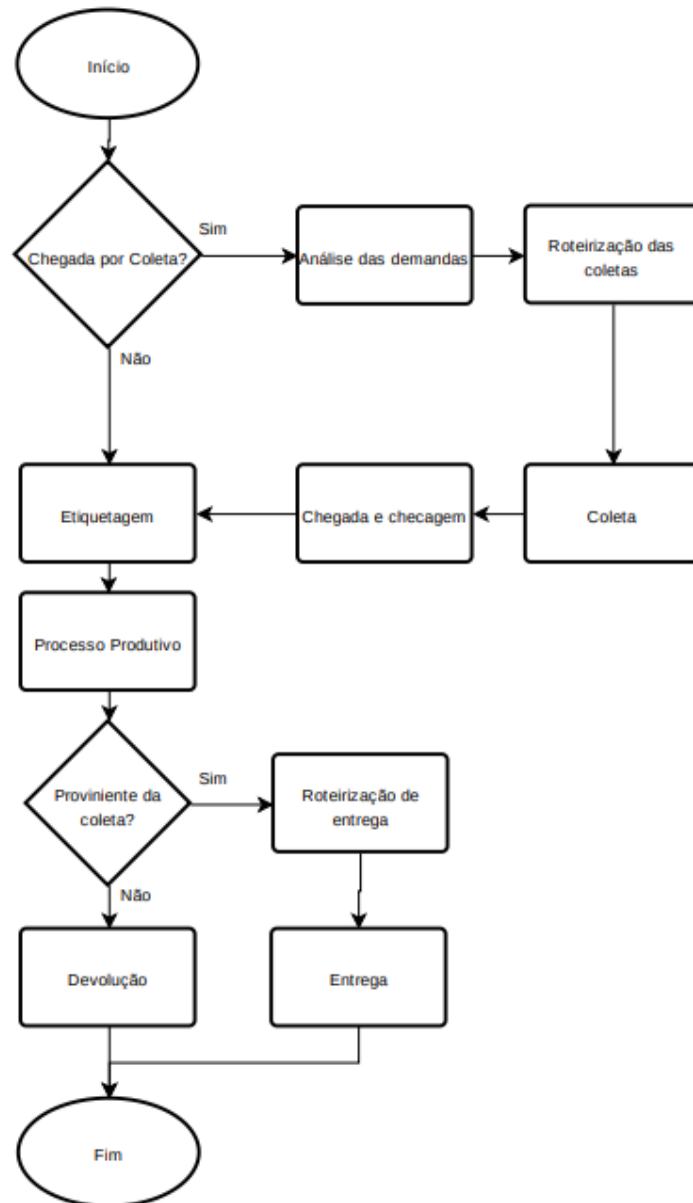 Início
Chegada por Coleta?
Sim
Análise das demandas
Roteirização das
coletas
Não
Etiquetagem
Chegada e checagem
Coleta
Processo Produtivo
Proviniente da
coleta?
Sim
Roteirização de
entrega
Não
Devolução
Entrega
Fim